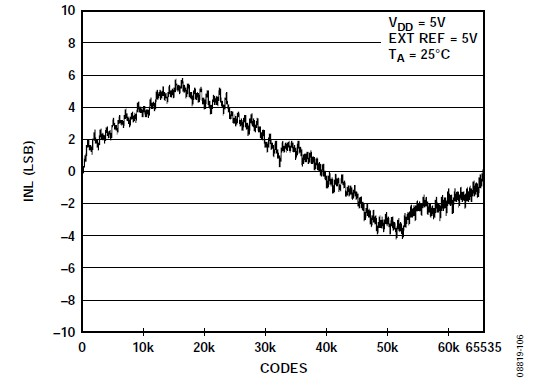 10
8
6
4
2
0
–2
–4
–6
–8
–10
INL (LSB)
VDD = 5V
EXT REF = 5V
TA = 25°C
0 10k 20k 30k 40k 50k 60k 65535
CODES
08819-106